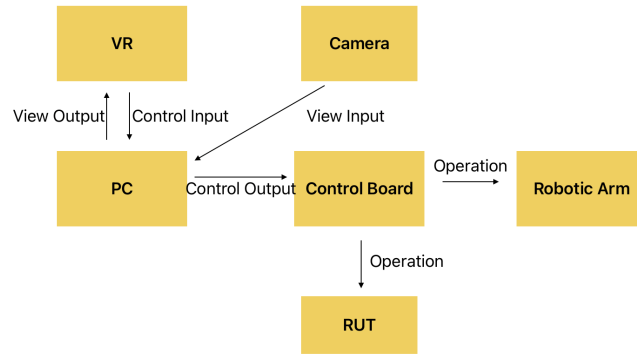 VR
Camera
View Output
Control Input
View Input
PC
Control Output
Control Board
Operation
Robotic Arm
Operation
RUT